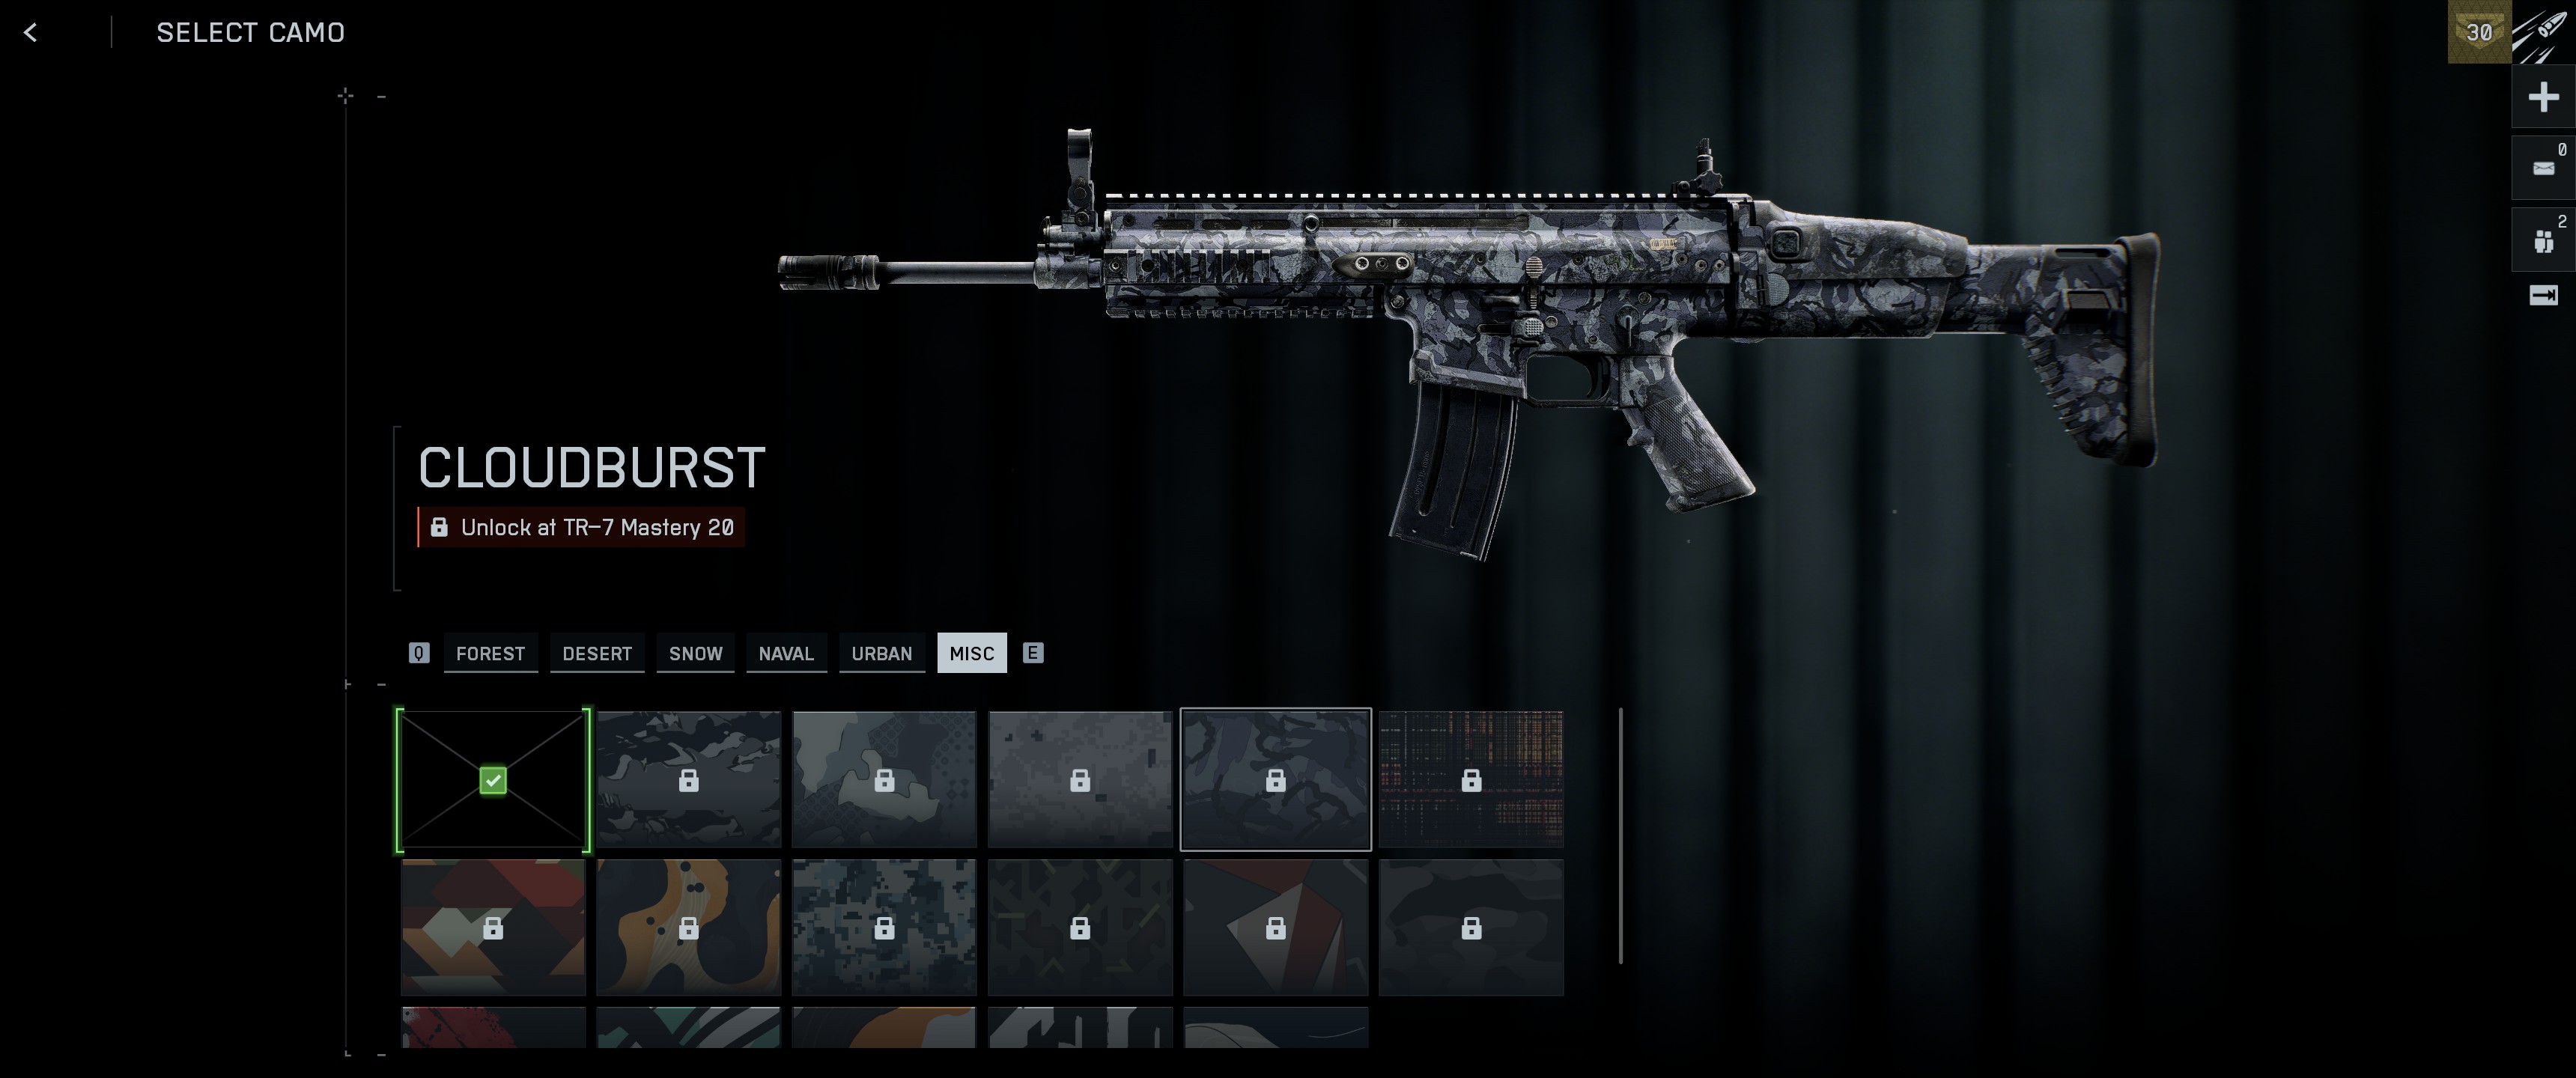 SELECT CAMO
30
0
2
CLOUDBURST
Unlock at TR-7 Mastery 20
Q FOREST DESERT SNOW NAVAL URBAN MISC E